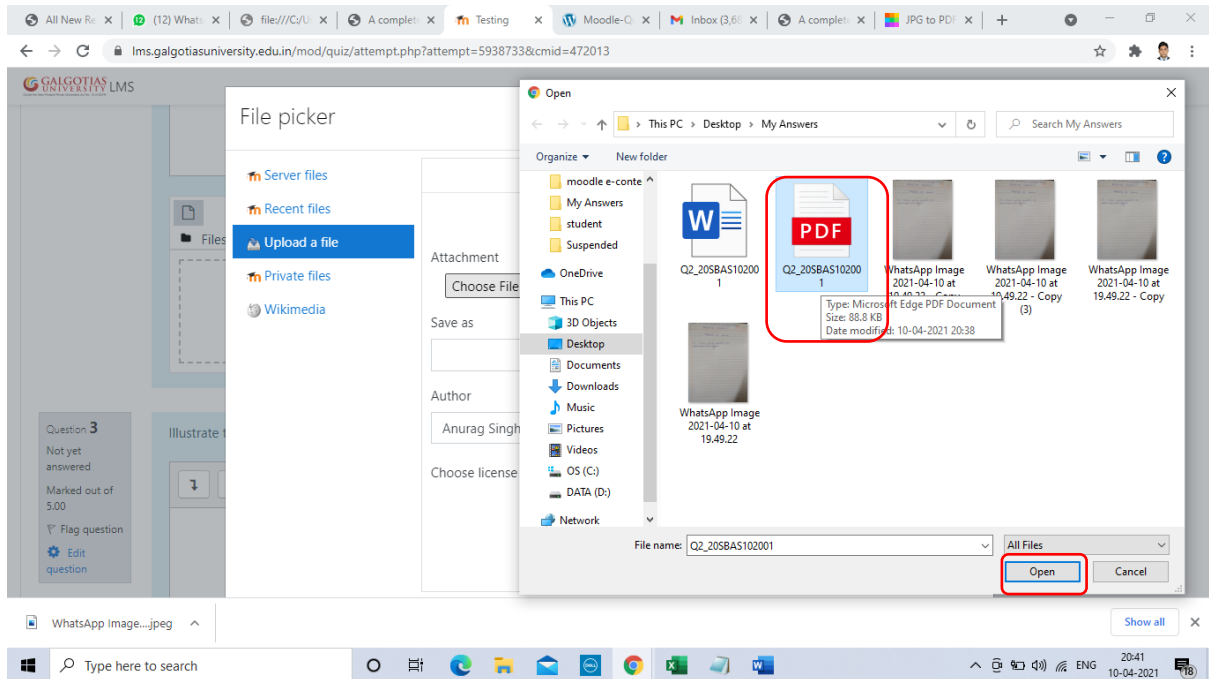 All New Re
(12) Whats
file:///C:/U
A complet
Testing
Moodle-Q
Inbox (3,6
A complet
JPG to PDF
lms.galgotiasuniversity.edu.in/mod/quiz/attempt.php?attempt=5938733&cmid=472013
GALGOTIAS
UNIVERSITY
LMS
File picker
Server files
Recent files
Upload a file
Private files
Wikimedia
Files
Attachment
Choose File
Save as
Author
Anurag Singh
Choose license
Question 3
Not yet
answered
Marked out of
5.00
Flag question
Edit
question
Illustrate t
Open
This PC > Desktop > My Answers
Search My Answers
Organize
New folder
moodle e-conte
My Answers
student
Suspended
OneDrive
This PC
3D Objects
Desktop
Documents
Downloads
Music
Pictures
Videos
OS (C:)
DATA (D:)
Network
W
Q2_20SBAS10200
1
PDF
Q2_20SBAS10200
1
WhatsApp Image
2021-04-10 at
19.49.22 - Copy
WhatsApp Image
2021-04-10 at
19.49.22 - Copy
(3)
WhatsApp Image
2021-04-10 at
19.49.22 - Copy
Type: Microsoft Edge PDF Document
Size: 88.8 KB
Date modified: 10-04-2021 20:38
WhatsApp Image
2021-04-10 at
19.49.22
File name: Q2_20SBAS102001
All Files
Open
Cancel
WhatsApp Image....jpeg
Show all
Type here to search
DELL
ENG
20:41
10-04-2021
18